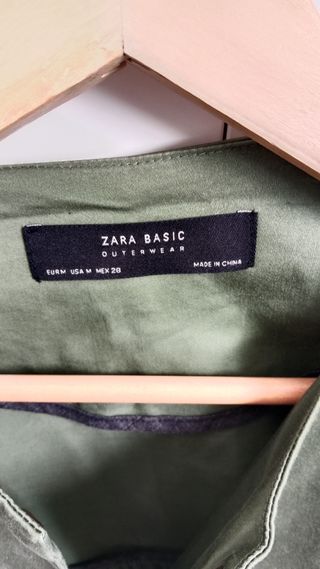 ZARA BASIC
OUTERWEAR
EUR M USA M MEX 28 MADE IN CHINA